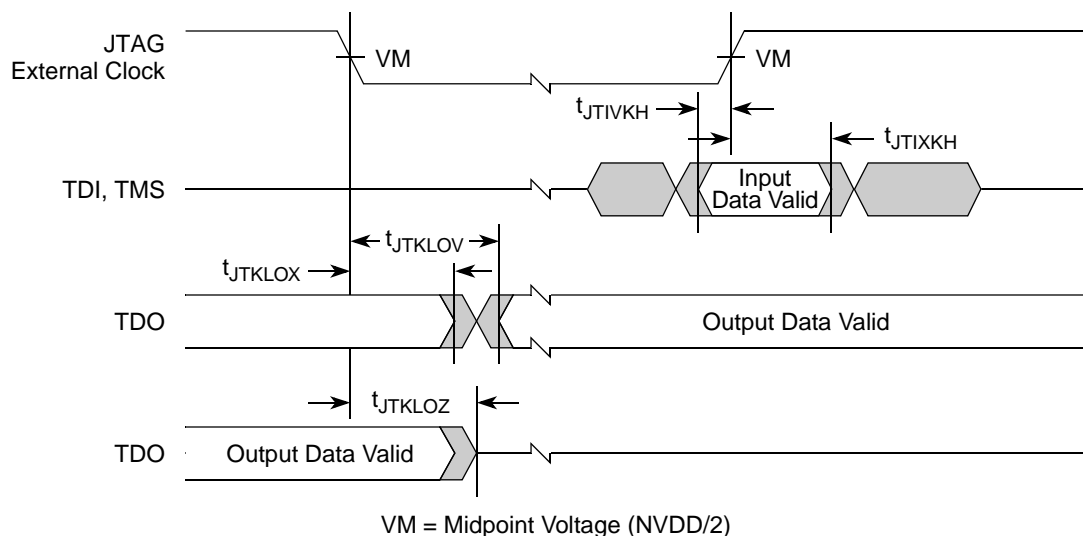 JTAG
External Clock
VM
VM
tJTIVKH
tJTIXKH
TDI, TMS
Input
Data Valid
tJTKLOV
tJTKLOX
TDO
Output Data Valid
tJTKLOZ
TDO
Output Data Valid
VM = Midpoint Voltage (NVDD/2)